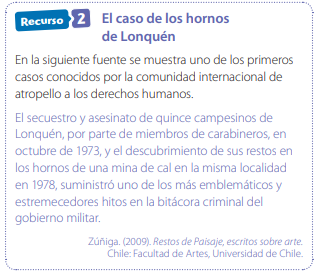 Recurso 2 El caso de los hornos
de Lonquén
En la siguiente fuente se muestra uno de los primeros
casos conocidos por la comunidad internacional de
atropello a los derechos humanos.
El secuestro y asesinato de quince campesinos de
Lonquén, por parte de miembros de carabineros, en
octubre de 1973, y el descubrimiento de sus restos en
los hornos de una mina de cal en la misma localidad
en 1978, suministró uno de los más emblemáticos y
estremecedores hitos en la bitácora criminal del
gobierno militar.
Zúñiga. (2009). Restos de Paisaje, escritos sobre arte.
Chile: Facultad de Artes, Universidad de Chile.